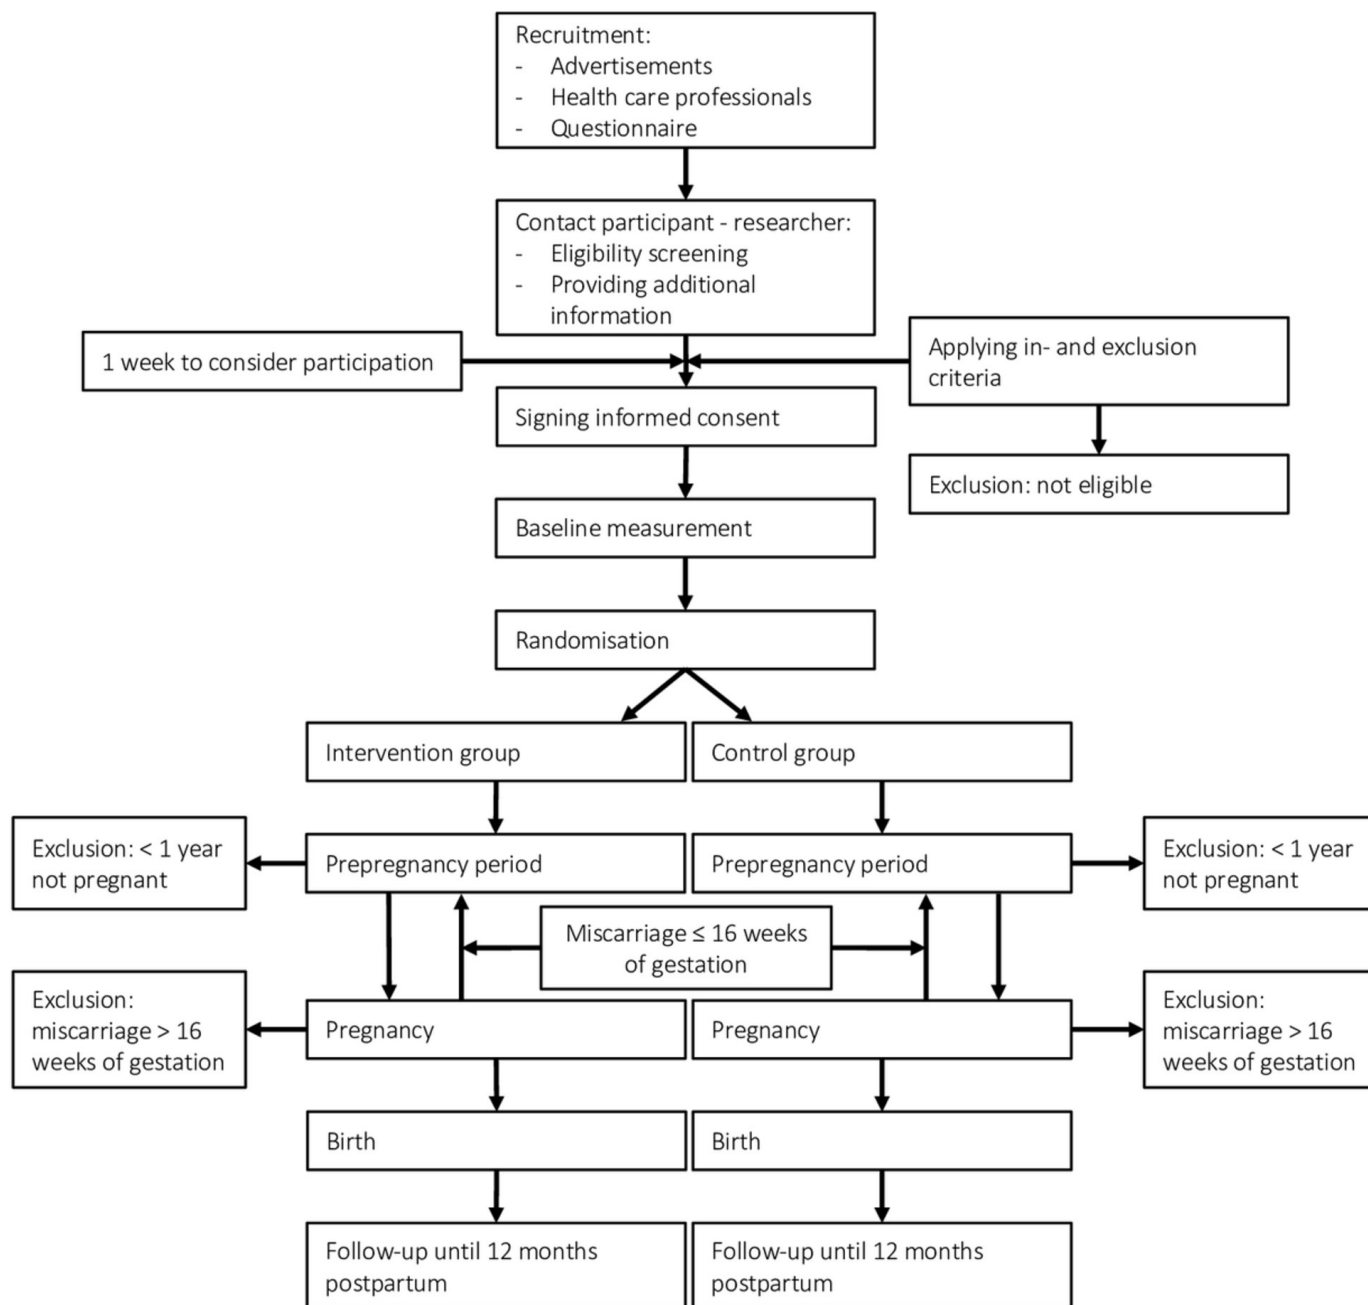 Recruitment:
- Advertisements
- Health care professionals
- Questionnaire
Contact participant - researcher:
- Eligibility screening
- Providing additional
information
1 week to consider participation
Applying in- and exclusion
criteria
Signing informed consent
Exclusion: not eligible
Baseline measurement
Randomisation
Intervention group
Control group
Exclusion: < 1 year
not pregnant
Prepregnancy period
Prepregnancy period
Exclusion: < 1 year
not pregnant
Miscarriage ≤ 16 weeks
of gestation
Exclusion:
miscarriage > 16
weeks of gestation
Pregnancy
Pregnancy
Exclusion:
miscarriage > 16
weeks of gestation
Birth
Birth
Follow-up until 12 months
postpartum
Follow-up until 12 months
postpartum